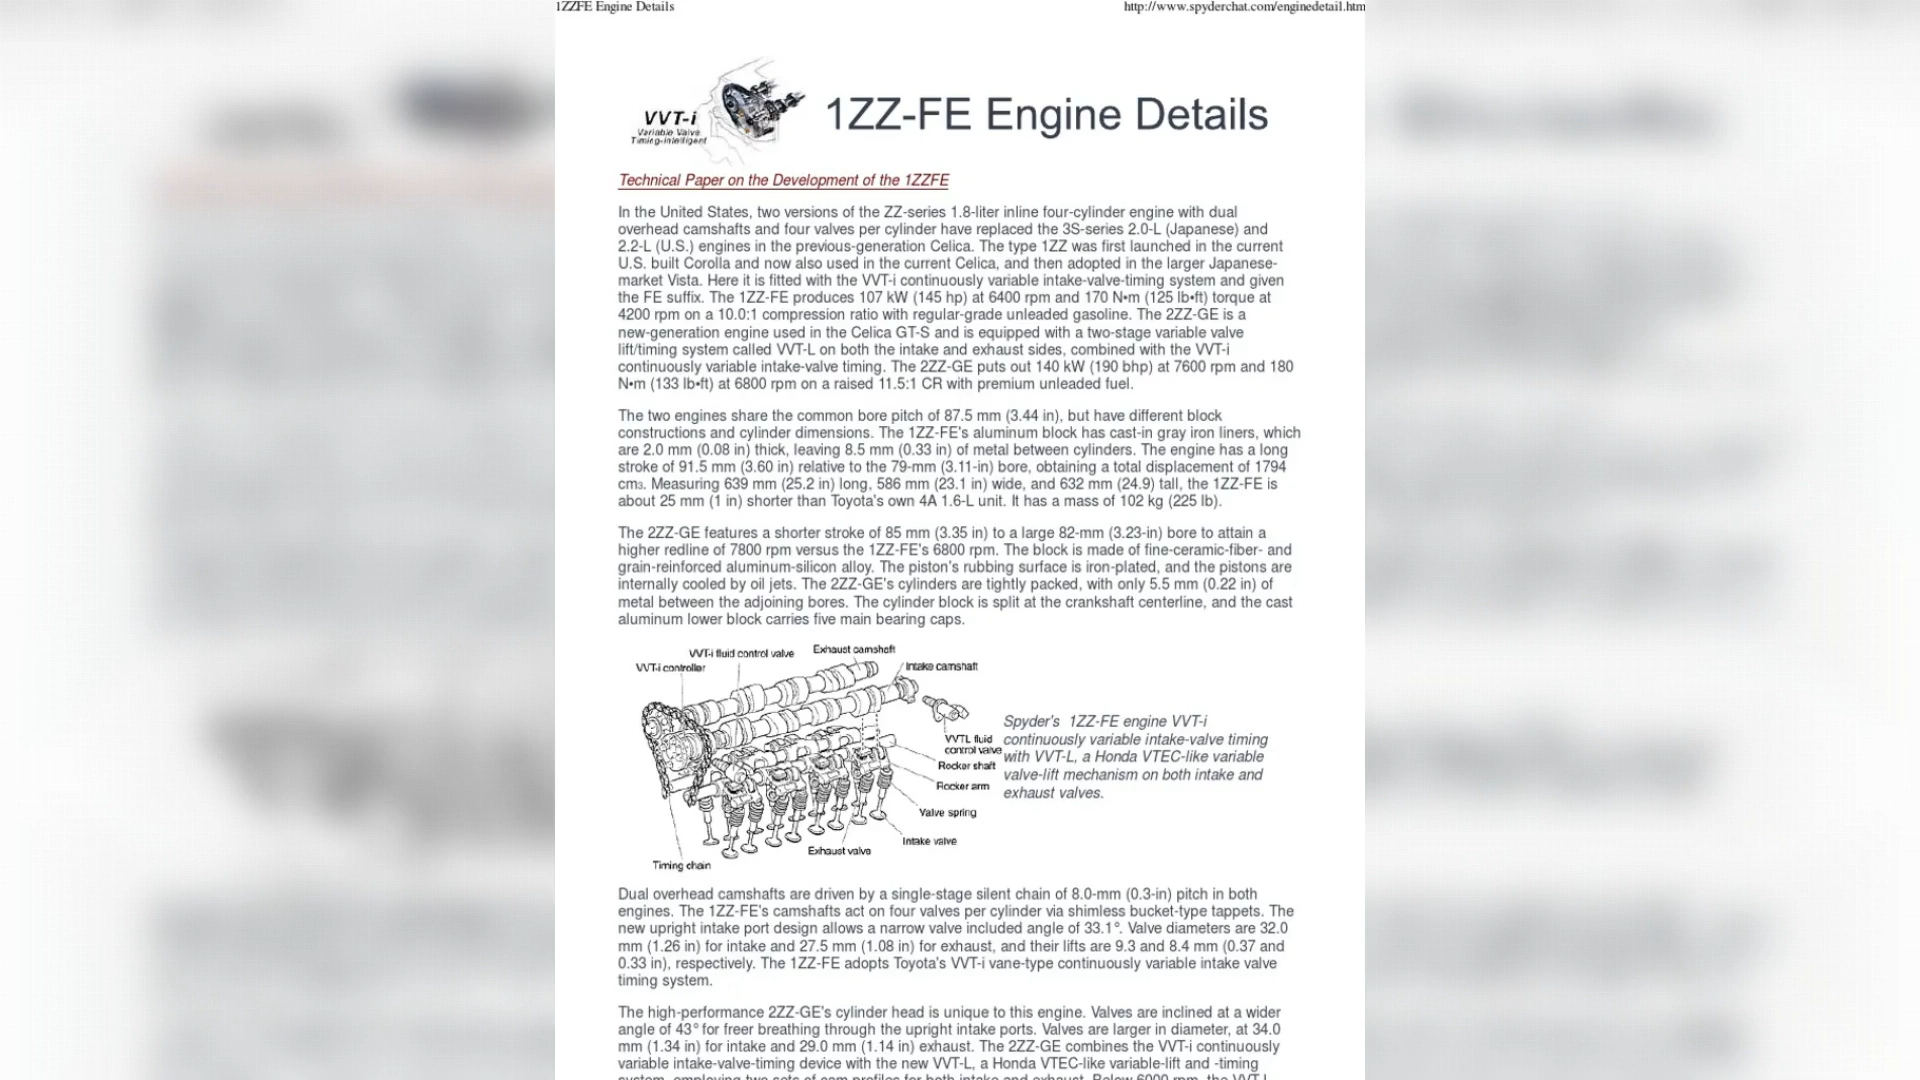 1ZZFE Engine Details
http://www.spyderchat.com/enginedetail.htm
VVT-i
Variable Valve
Timing-intelligent
1ZZ-FE Engine Details
Technical Paper on the Development of the 1ZZFE
In the United States, two versions of the ZZ-series 1.8-liter inline four-cylinder engine with dual
overhead camshafts and four valves per cylinder have replaced the 3S-series 2.0-L (Japanese) and
2.2-L (U.S.) engines in the previous-generation Celica. The type 1ZZ was first launched in the current
U.S. built Corolla and now also used in the current Celica, and then adopted in the larger Japanese-
market Vista. Here it is fitted with the VVT-i continuously variable intake-valve-timing system and given
the FE suffix. The 1ZZ-FE produces 107 kW (145 hp) at 6400 rpm and 170 N•m (125 lb•ft) torque at
4200 rpm on a 10.0:1 compression ratio with regular-grade unleaded gasoline. The 2ZZ-GE is a
new-generation engine used in the Celica GT-S and is equipped with a two-stage variable valve
lift/timing system called VVT-L on both the intake and exhaust sides, combined with the VVT-i
continuously variable intake-valve timing. The 2ZZ-GE puts out 140 kW (190 bhp) at 7600 rpm and 180
N•m (133 lb•ft) at 6800 rpm on a raised 11.5:1 CR with premium unleaded fuel.
The two engines share the common bore pitch of 87.5 mm (3.44 in), but have different block
constructions and cylinder dimensions. The 1ZZ-FE's aluminum block has cast-in gray iron liners, which
are 2.0 mm (0.08 in) thick, leaving 8.5 mm (0.33 in) of metal between cylinders. The engine has a long
stroke of 91.5 mm (3.60 in) relative to the 79-mm (3.11-in) bore, obtaining a total displacement of 1794
cm3. Measuring 639 mm (25.2 in) long, 586 mm (23.1 in) wide, and 632 mm (24.9) tall, the 1ZZ-FE is
about 25 mm (1 in) shorter than Toyota's own 4A 1.6-L unit. It has a mass of 102 kg (225 lb).
The 2ZZ-GE features a shorter stroke of 85 mm (3.35 in) to a large 82-mm (3.23-in) bore to attain a
higher redline of 7800 rpm versus the 1ZZ-FE's 6800 rpm. The block is made of fine-ceramic-fiber- and
grain-reinforced aluminum-silicon alloy. The piston's rubbing surface is iron-plated, and the pistons are
internally cooled by oil jets. The 2ZZ-GE's cylinders are tightly packed, with only 5.5 mm (0.22 in) of
metal between the adjoining bores. The cylinder block is split at the crankshaft centerline, and the cast
aluminum lower block carries five main bearing caps.
VVT-i fluid control valve
Exhaust camshaft
VVT-i controller
Intake camshaft
VVTL fluid
control valve
Rocker shaft
Rocker arm
Valve spring
Intake valve
Exhaust valve
Timing chain
Spyder's 1ZZ-FE engine VVT-i
continuously variable intake-valve timing
with VVT-L, a Honda VTEC-like variable
valve-lift mechanism on both intake and
exhaust valves.
Dual overhead camshafts are driven by a single-stage silent chain of 8.0-mm (0.3-in) pitch in both
engines. The 1ZZ-FE's camshafts act on four valves per cylinder via shimless bucket-type tappets. The
new upright intake port design allows a narrow valve included angle of 33.1°. Valve diameters are 32.0
mm (1.26 in) for intake and 27.5 mm (1.08 in) for exhaust, and their lifts are 9.3 and 8.4 mm (0.37 and
0.33 in), respectively. The 1ZZ-FE adopts Toyota's VVT-i vane-type continuously variable intake valve
timing system.
The high-performance 2ZZ-GE's cylinder head is unique to this engine. Valves are inclined at a wider
angle of 43° for freer breathing through the upright intake ports. Valves are larger in diameter, at 34.0
mm (1.34 in) for intake and 29.0 mm (1.14 in) exhaust. The 2ZZ-GE combines the VVT-i continuously
variable intake-valve-timing device with the new VVT-L, a Honda VTEC-like variable-lift and -timing
system, employing two sets of cam profiles for both intake and exhaust. Below 6000 rpm, the VVT-L